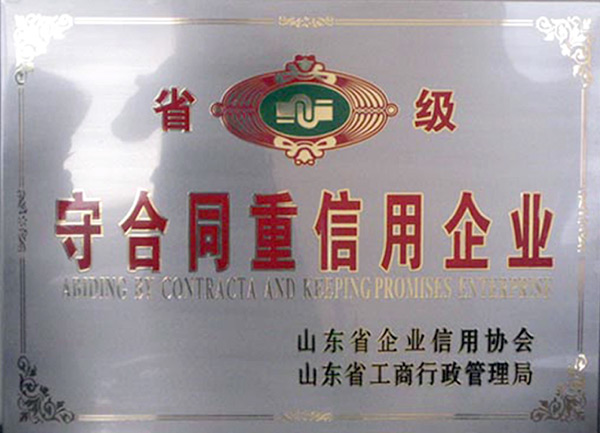 省级
守合同重信用企业
ABIDING BY CONTRACTA AND KEEPING PROMISES ENTERPRISE
山东省企业信用协会
山东省工商行政管理局